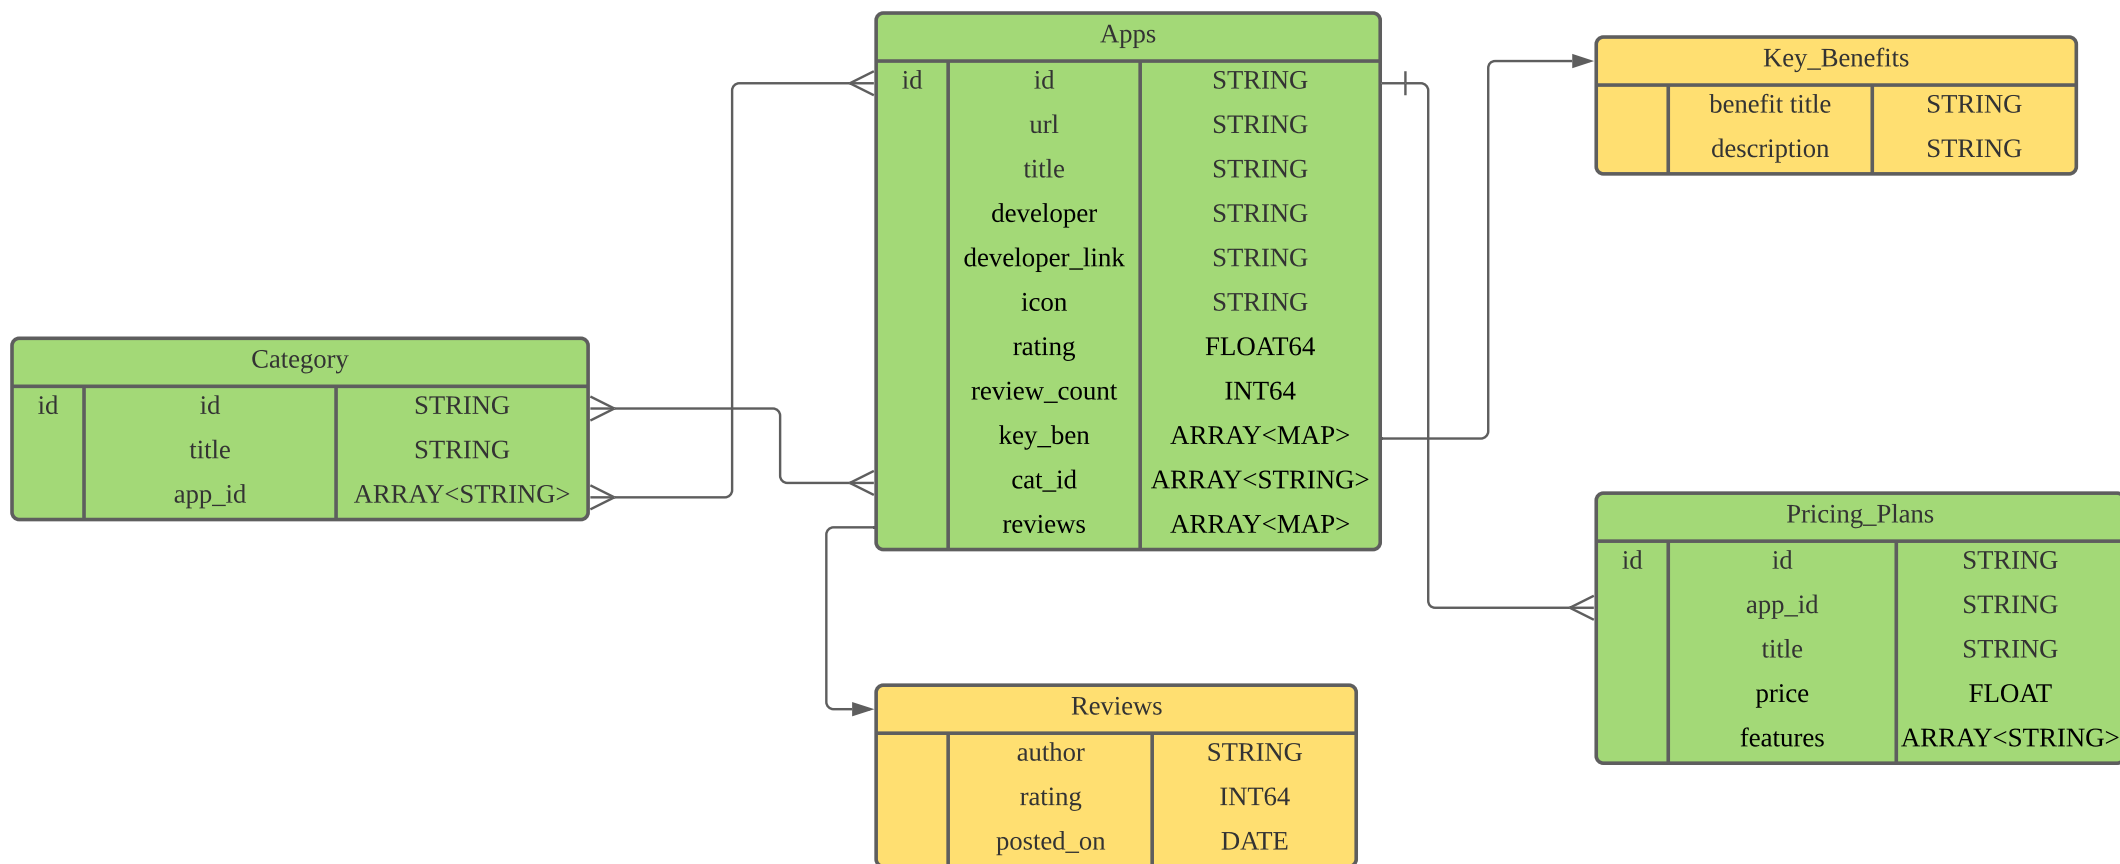 Apps
id id STRING
url STRING
title STRING
developer STRING
developer_link STRING
icon STRING
rating FLOAT64
review_count INT64
key_ben ARRAY<MAP>
cat_id ARRAY<STRING>
reviews ARRAY<MAP>
Key_Benefits
benefit title STRING
description STRING
Category
id id STRING
title STRING
app_id ARRAY<STRING>
Pricing_Plans
id id STRING
app_id STRING
title STRING
price FLOAT
features ARRAY<STRING>
Reviews
author STRING
rating INT64
posted_on DATE